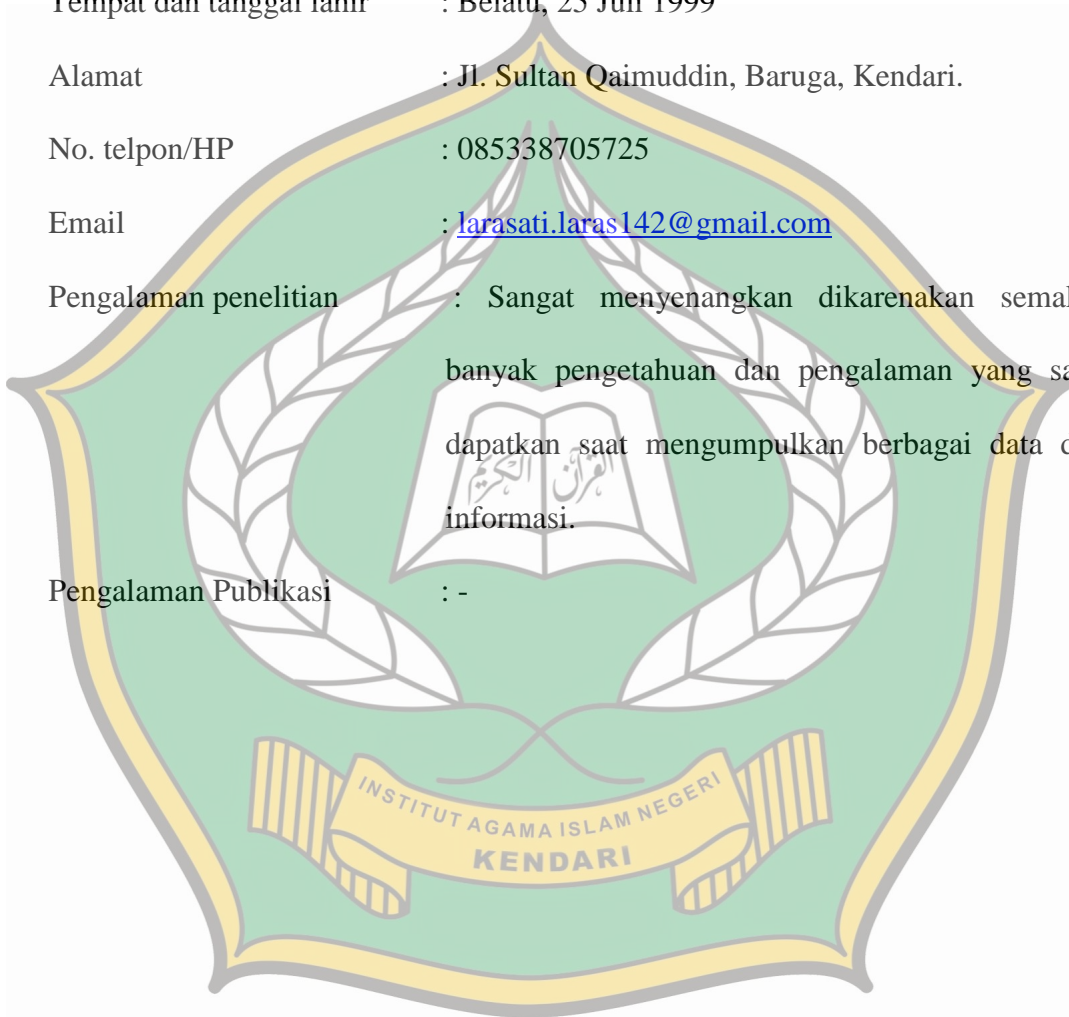 Tempat dan tanggal lahir : Belatu, 25 Juli 1999
Alamat : Jl. Sultan Qaimuddin, Baruga, Kendari.
No. telpon/HP : 085338705725
Email : larasati.laras142@gmail.com
Pengalaman penelitian : Sangat menyenangkan dikarenakan
banyak pengetahuan dan pengalaman yang
dapatkan saat mengumpulkan berbagai data
informasi.
Pengalaman Publikasi : -
القرآن الكريم
INSTITUT AGAMA ISLAM NEGERI
KENDARI